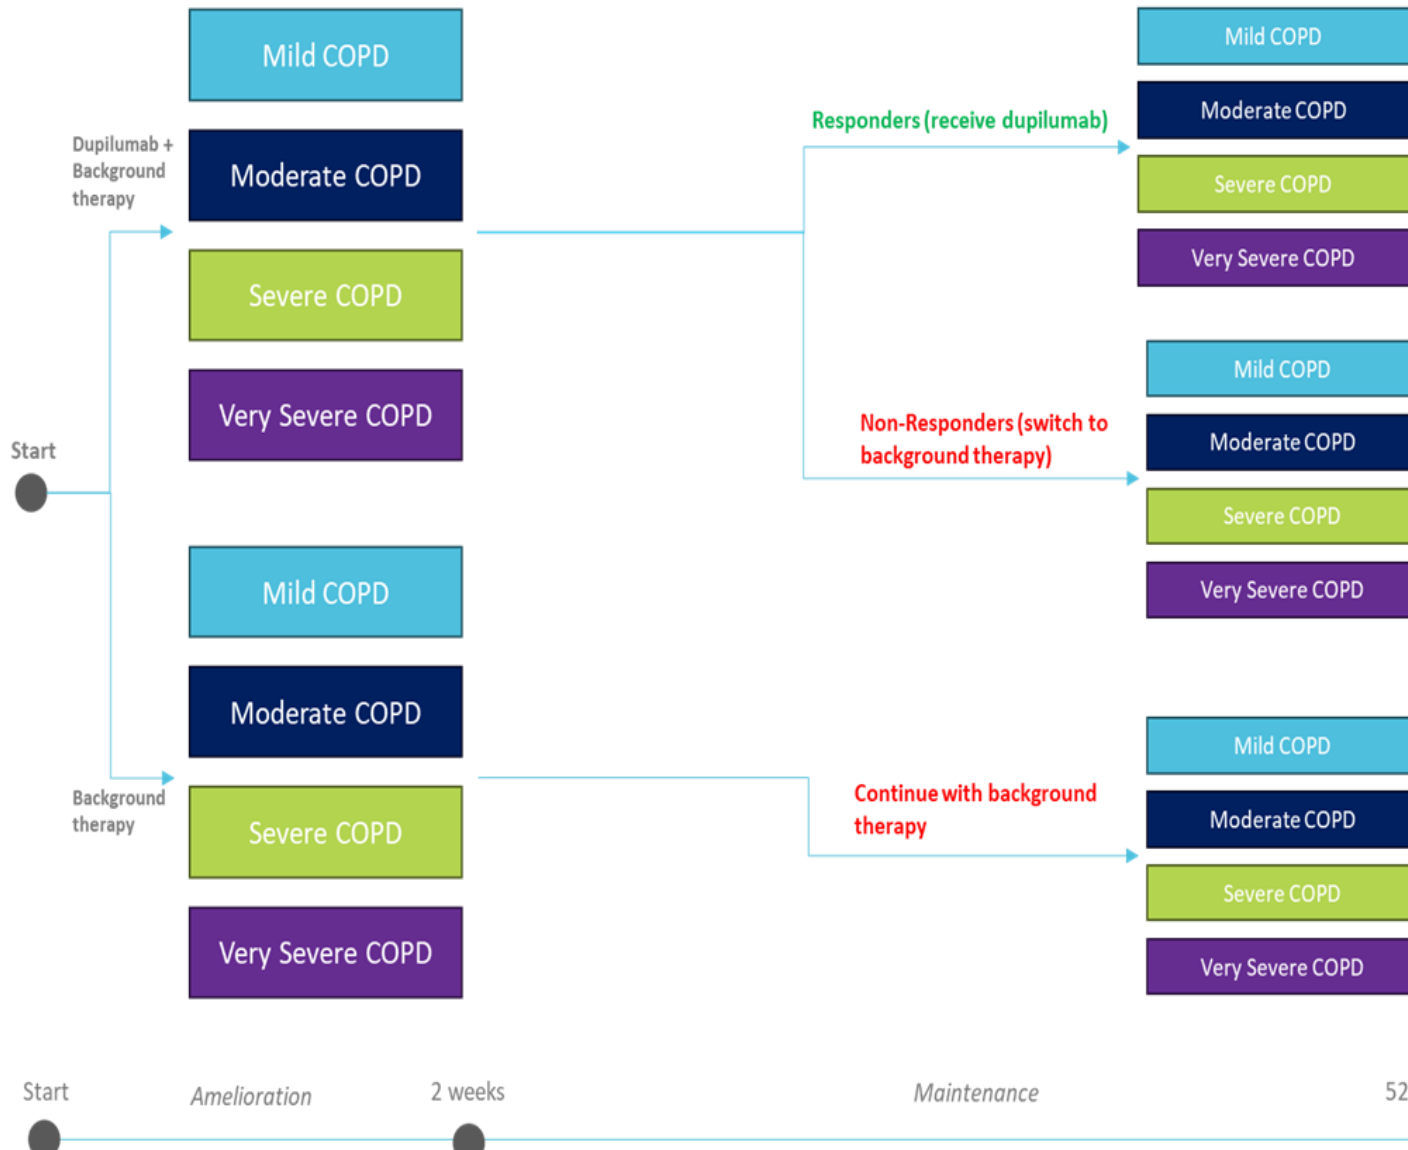 Mild COPD
Dupilumab +
Background
therapy
Moderate COPD
Severe COPD
Very Severe COPD
Start
Mild COPD
Moderate COPD
Background
therapy
Severe COPD
Very Severe COPD
Responders (receive dupilumab)
Mild COPD
Moderate COPD
Severe COPD
Very Severe COPD
Non-Responders (switch to
background therapy)
Mild COPD
Moderate COPD
Severe COPD
Very Severe COPD
Continue with background
therapy
Mild COPD
Moderate COPD
Severe COPD
Very Severe COPD
Start
Amelioration
2 weeks
Maintenance
52